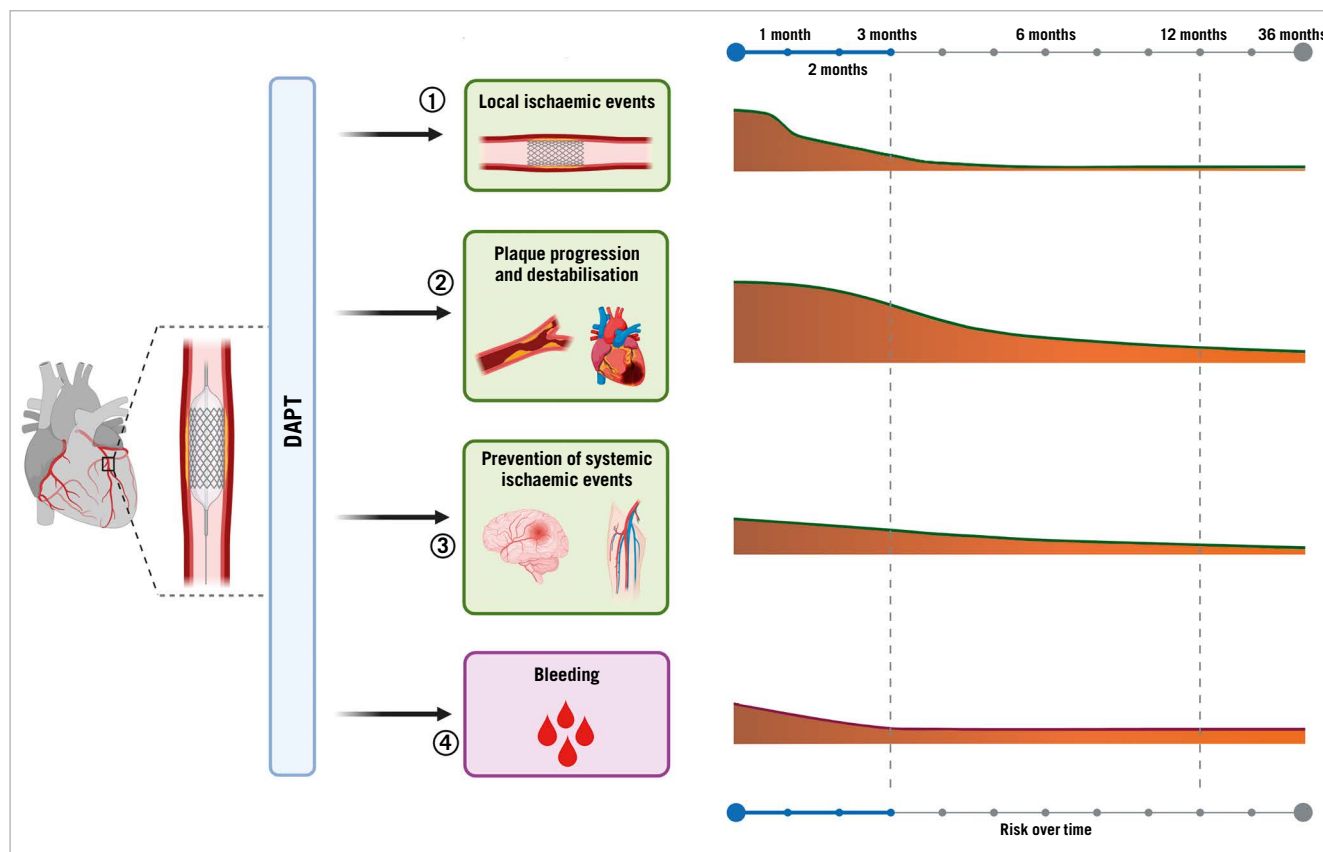 1 month
3 months
6 months
12 months
36 months
2 months
①
Local ischaemic events
②
Plaque progression
and destabilisation
DAPT
③
Prevention of systemic
ischaemic events
④
Bleeding
Risk over time